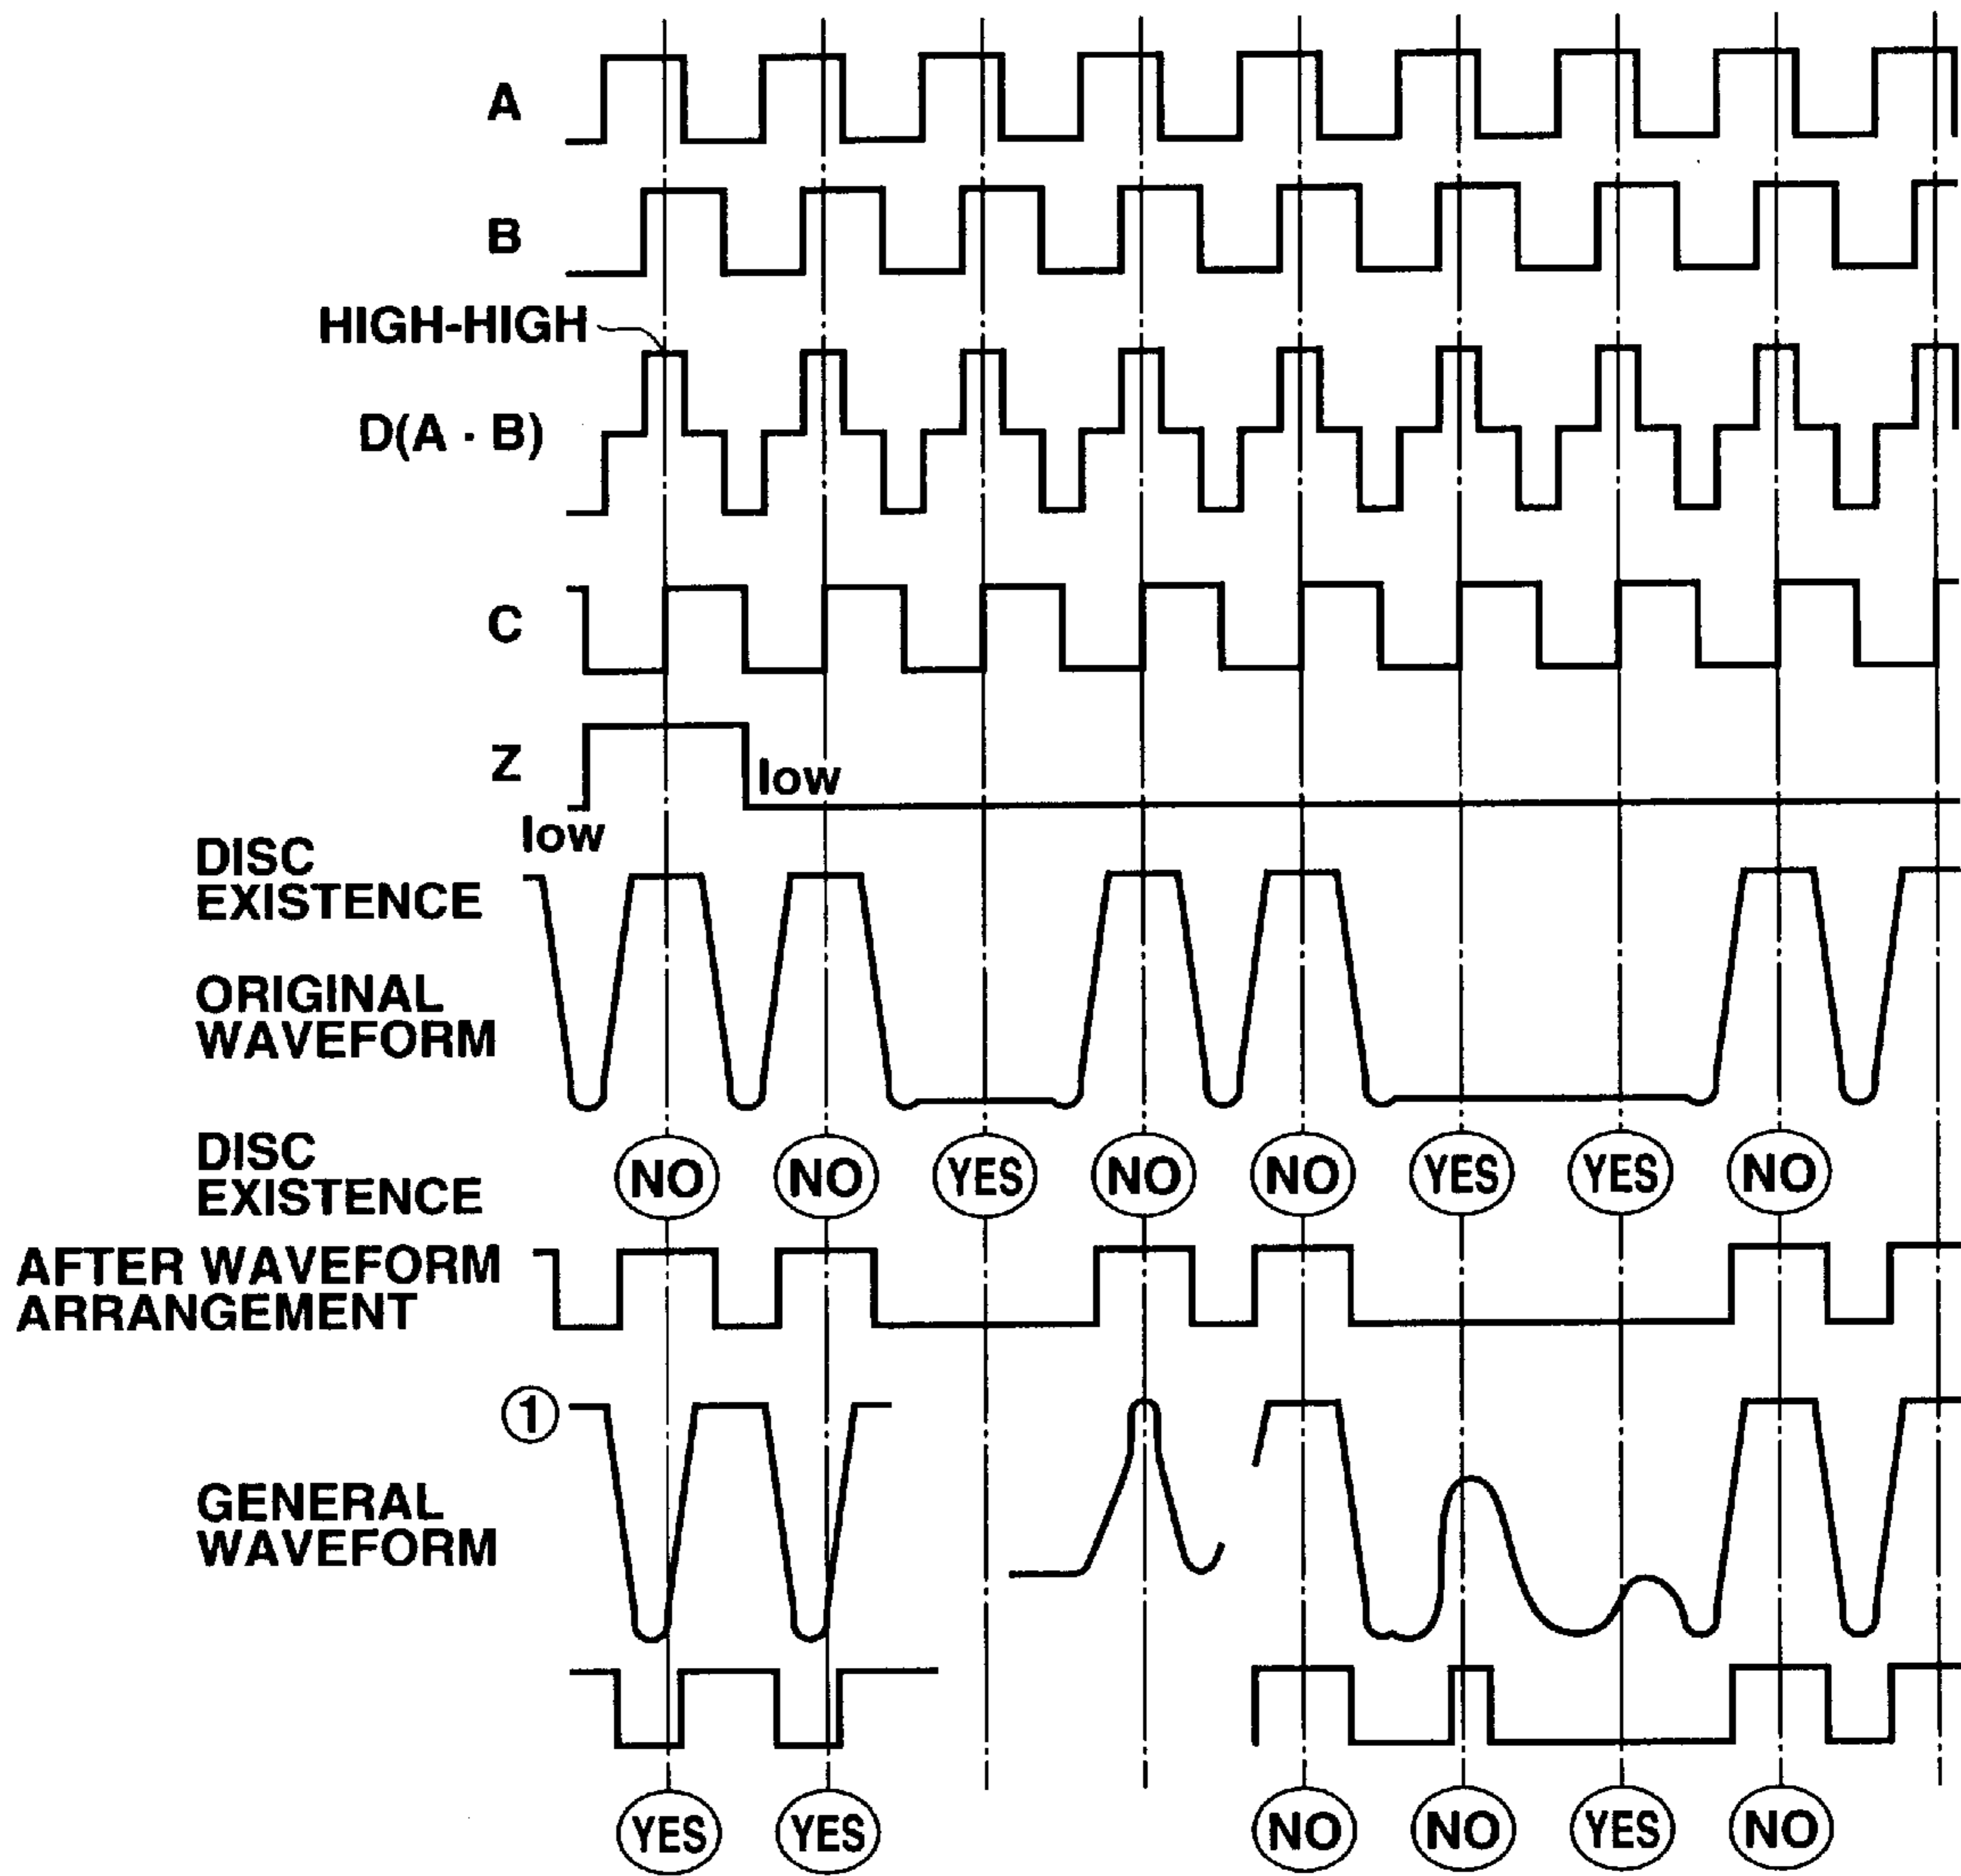 A
B
HIGH-HIGH
D(A · B)
C
Z
low
low
DISC
EXISTENCE
ORIGINAL
WAVEFORM
DISC
EXISTENCE
NO NO YES NO NO YES YES NO
AFTER WAVEFORM
ARRANGEMENT
1
GENERAL
WAVEFORM
YES YES NO NO YES NO